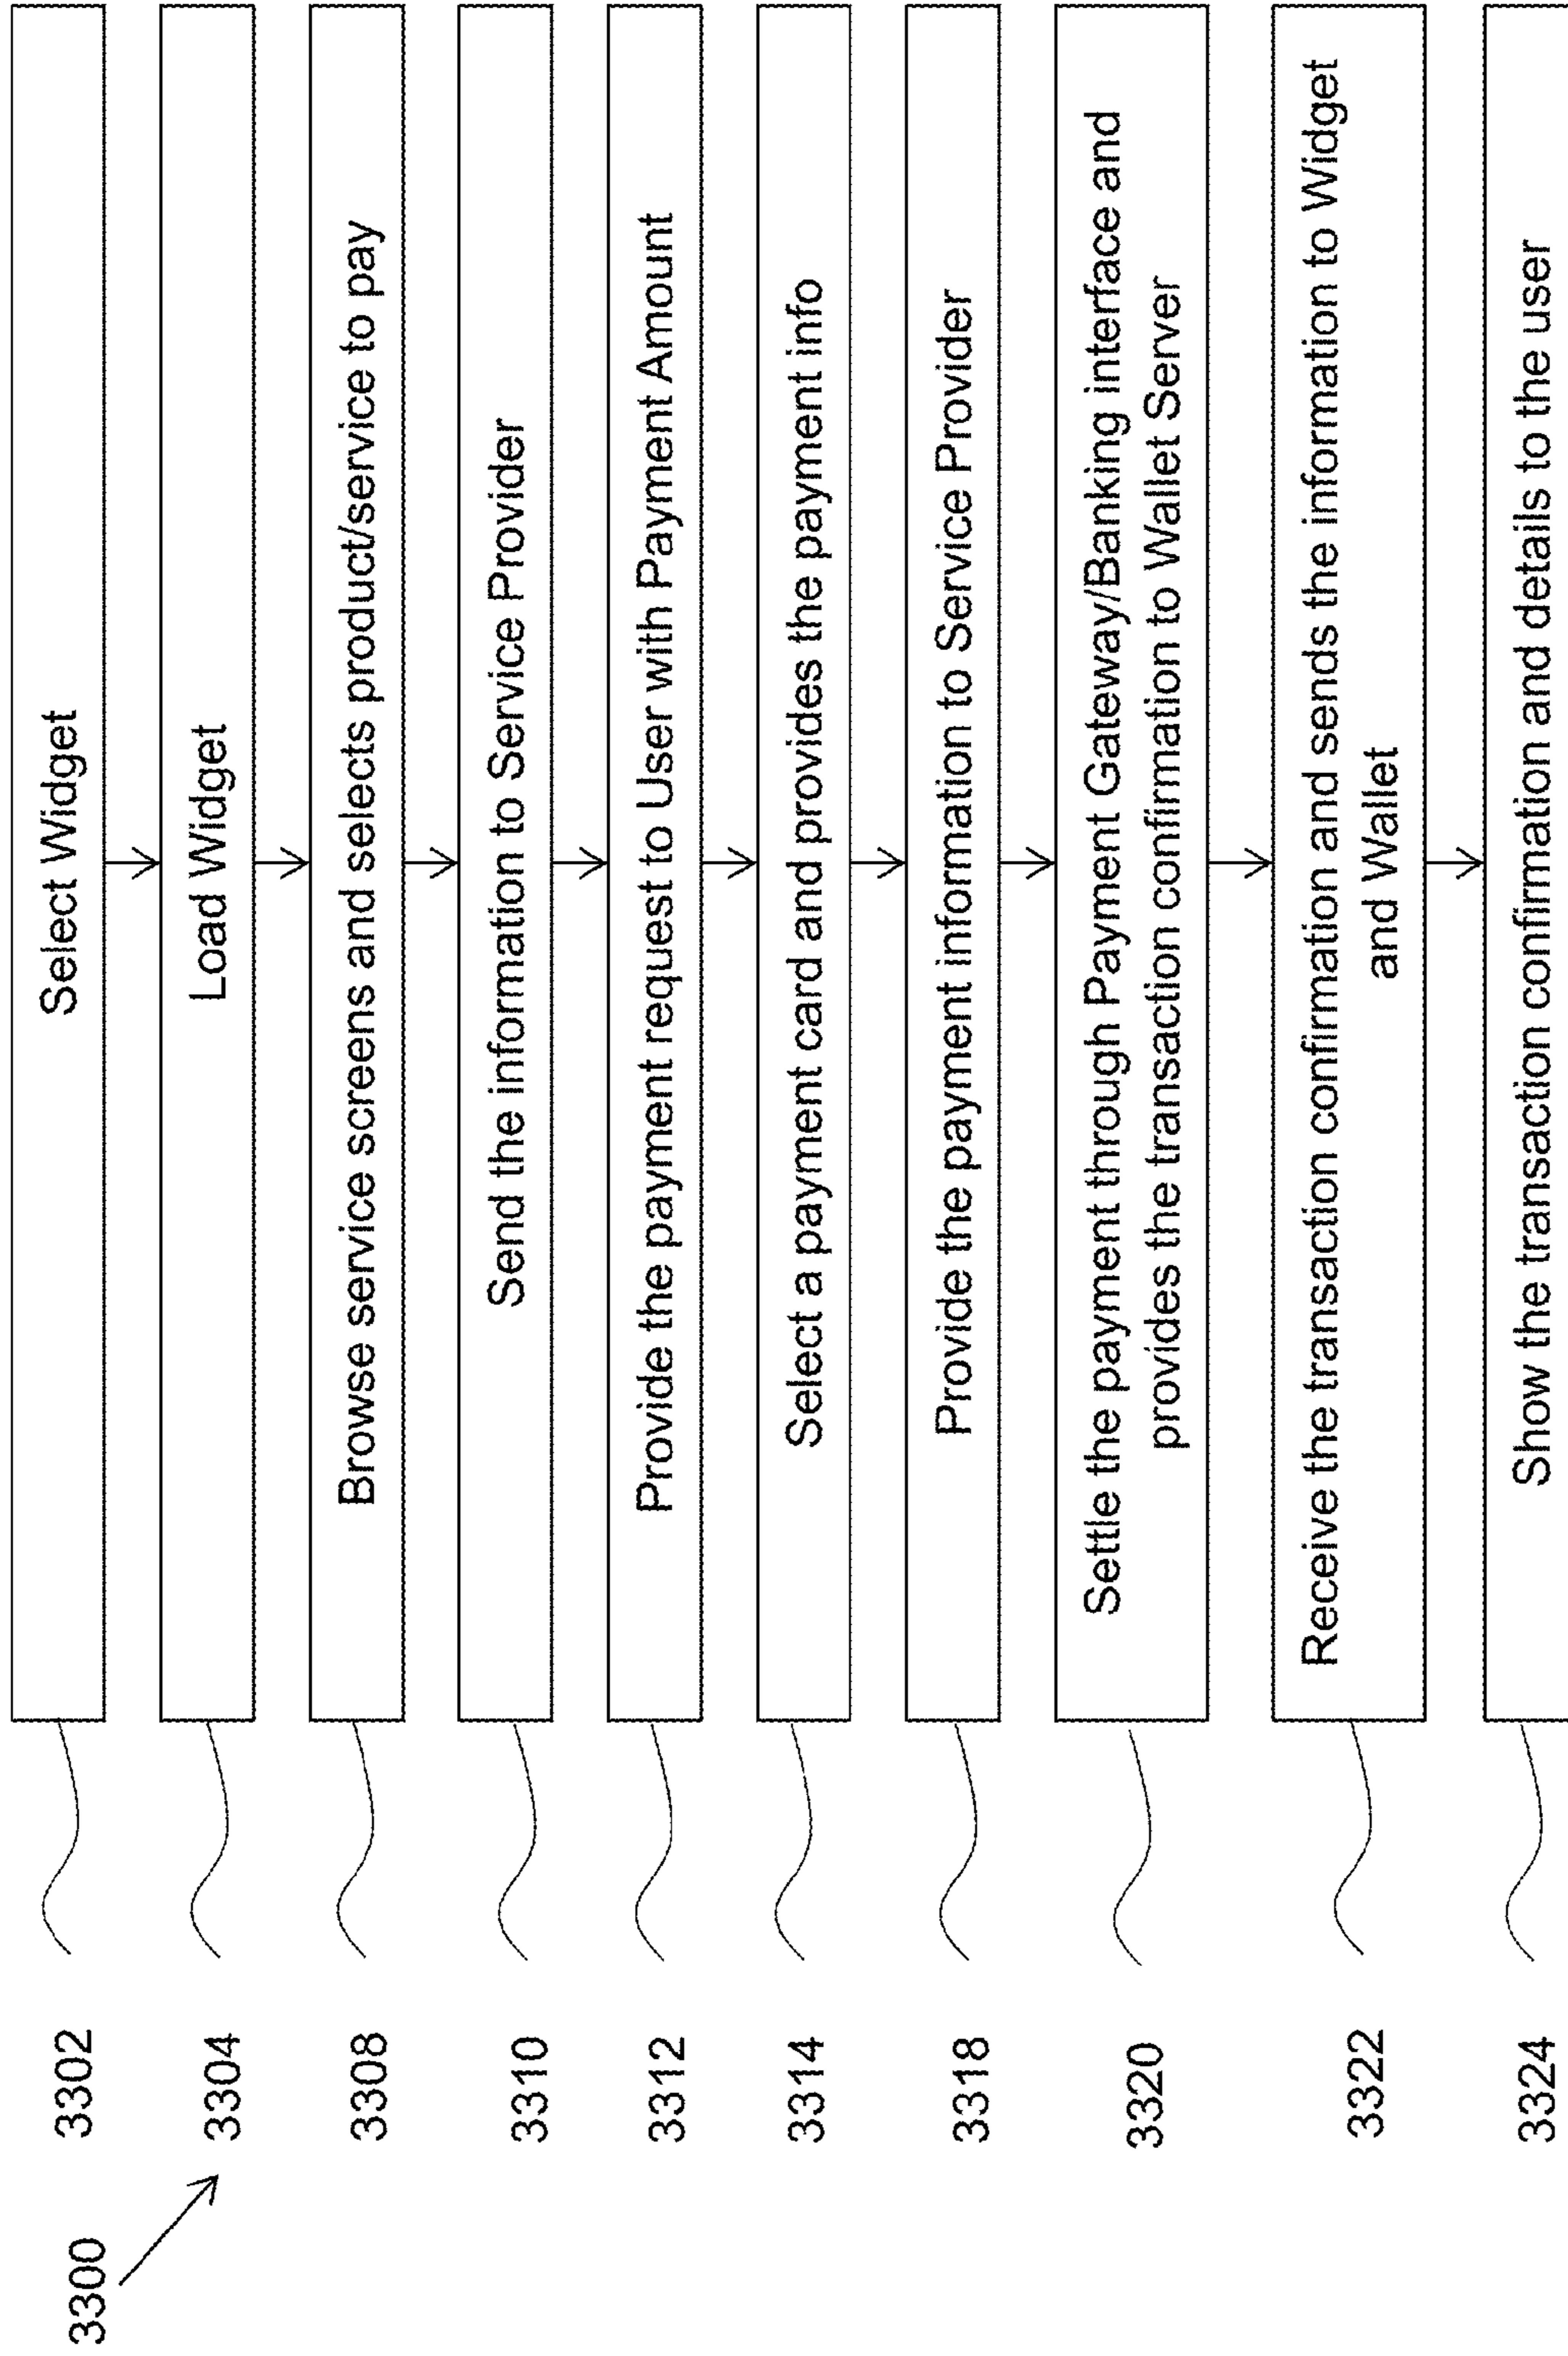 3300
3302
Select Widget
3304
Load Widget
3308
Browse service screens and selects product/service to pay
3310
Send the information to Service Provider
3312
Provide the payment request to User with Payment Amount
3314
Select a payment card and provides the payment info
3318
Provide the payment information to Service Provider
3320
Settle the payment through Payment Gateway/Banking interface and
provides the transaction confirmation to Wallet Server
3322
Receive the transaction confirmation and sends the information to Widget
and Wallet
3324
Show the transaction confirmation and details to the user